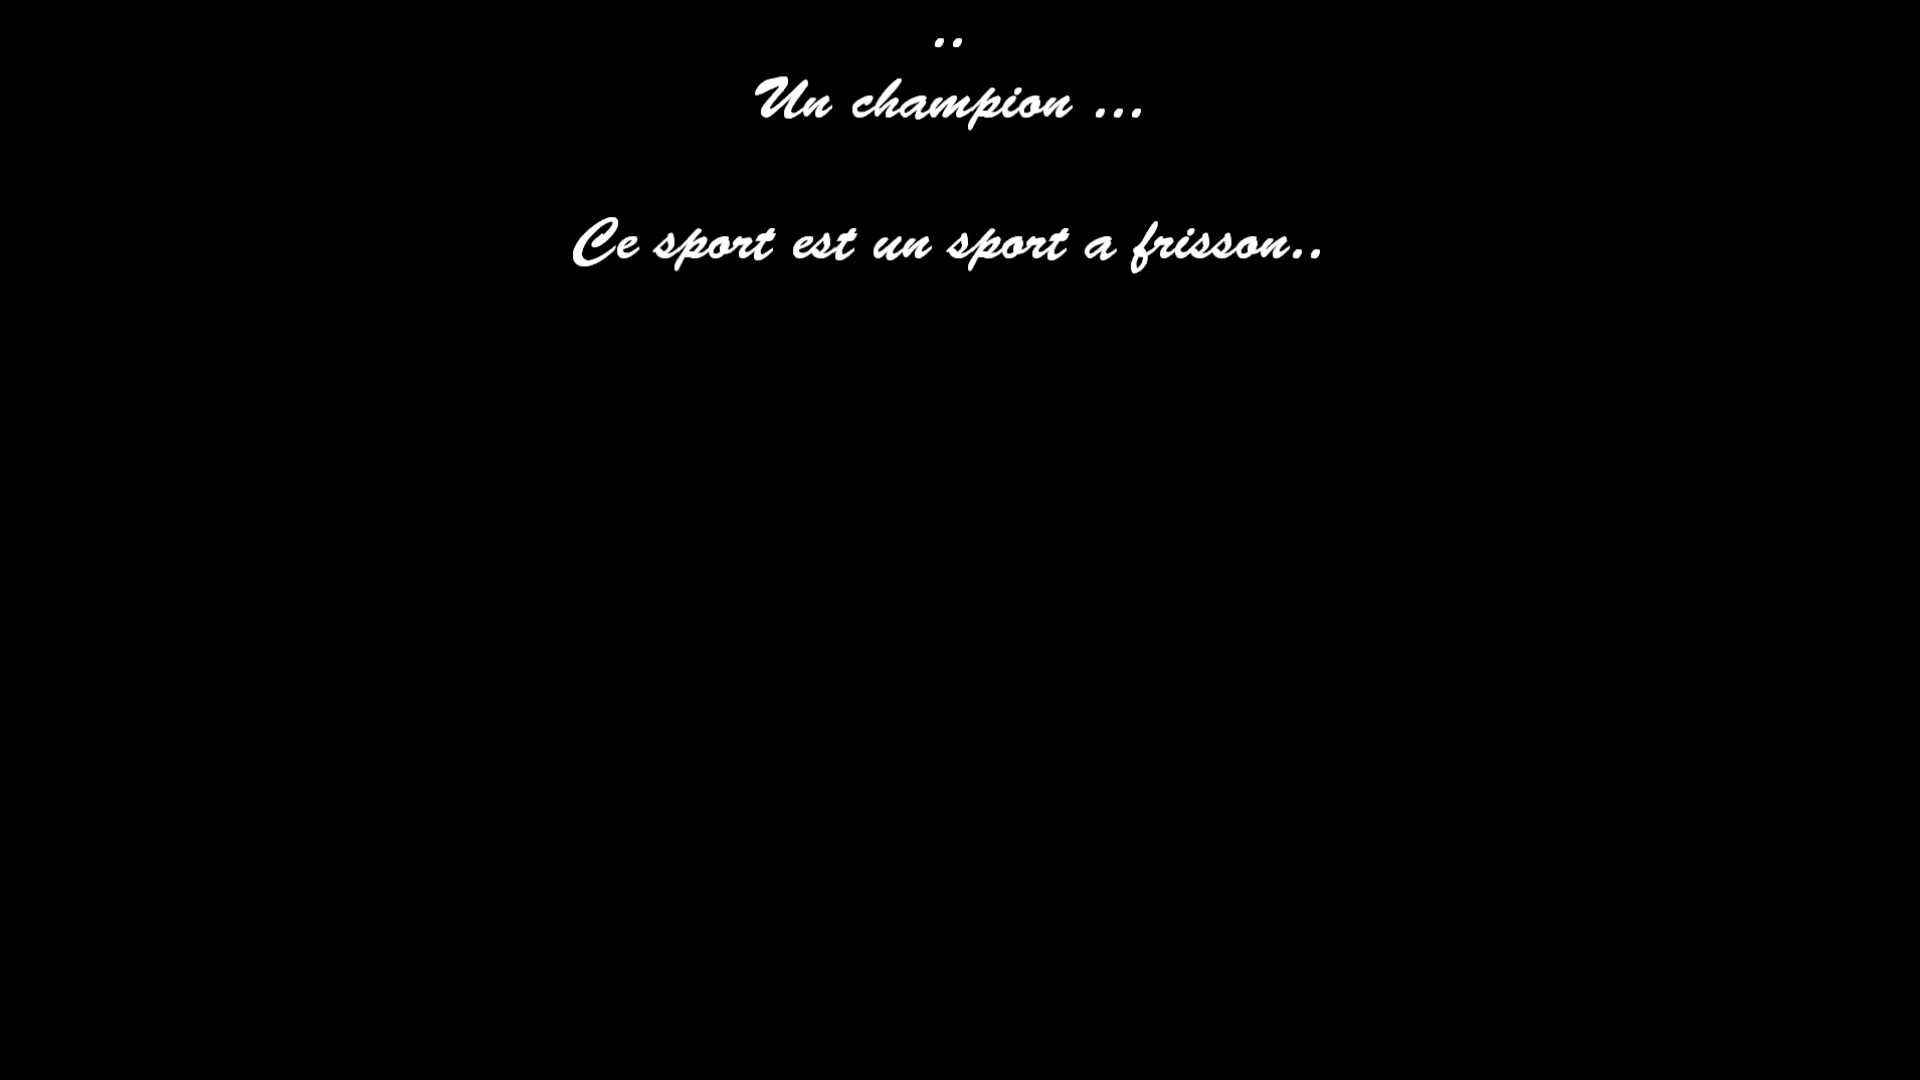 ..
Un champion ...
Ce sport est un sport a frisson..